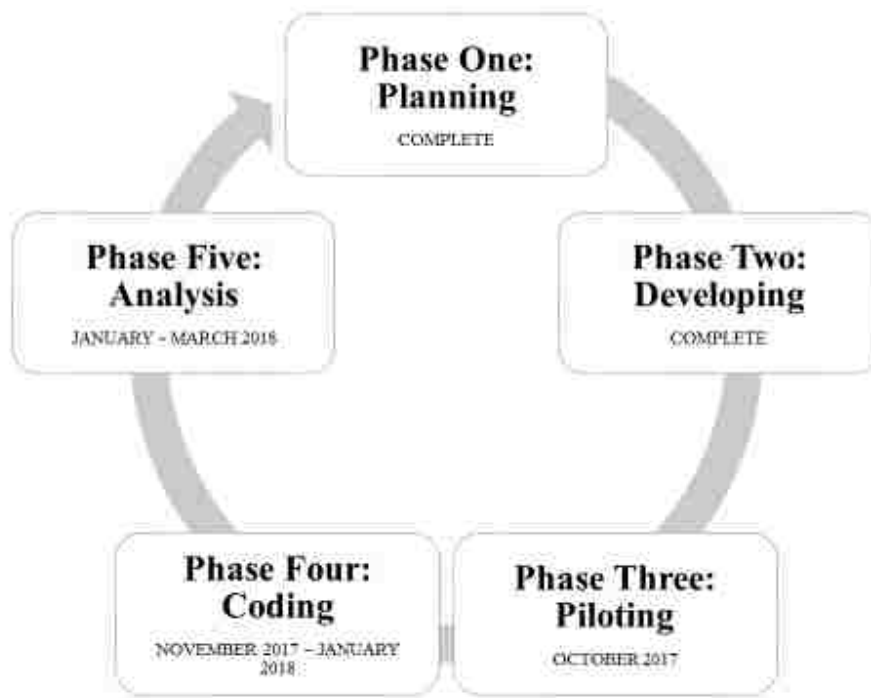 Phase One:
Planning
COMPLETE
Phase Two:
Developing
COMPLETE
Phase Three:
Piloting
OCTOBER 2017
Phase Four:
Coding
NOVEMBER 2017 – JANUARY
2018
Phase Five:
Analysis
JANUARY – MARCH 2018